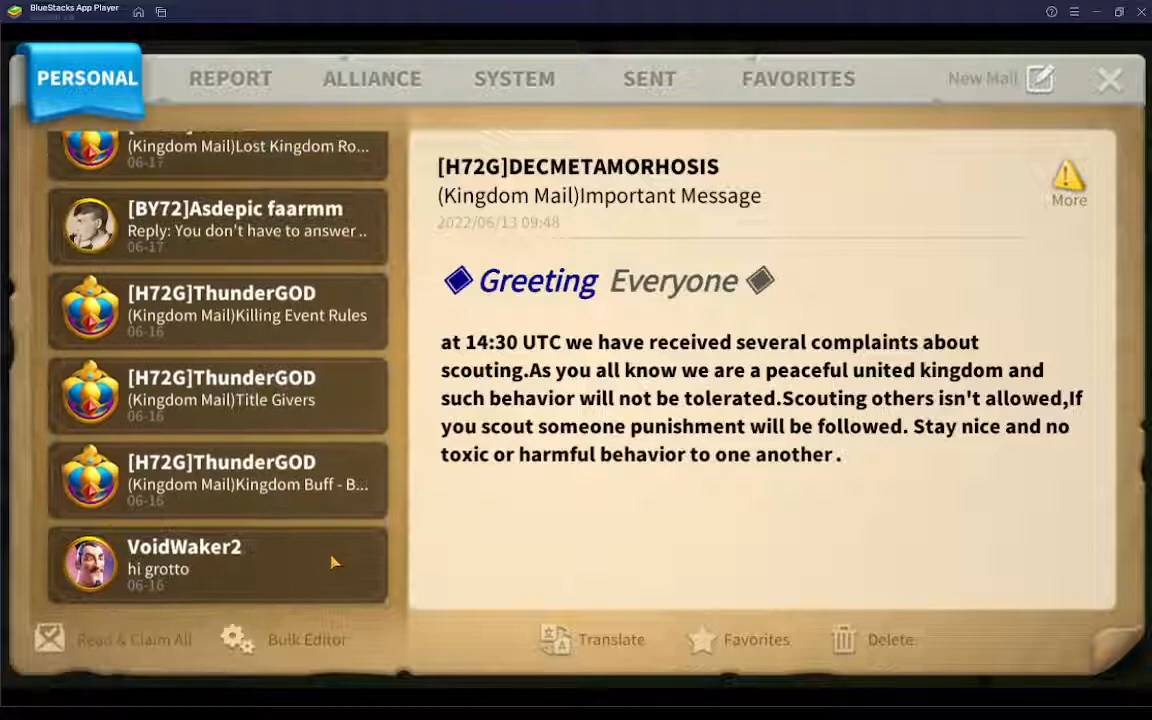 BlueStacks App Player
PERSONAL
REPORT
ALLIANCE
SYSTEM
SENT
FAVORITES
New Mail
(Kingdom Mail)Lost Kingdom Ro...
06-17
[BY72]Asdepic faarmm
Reply: You don't have to answer ..
06-17
[H72G]ThunderGOD
(Kingdom Mail)Killing Event Rules
06-16
[H72G]ThunderGOD
(Kingdom Mail)Title Givers
06-16
[H72G]ThunderGOD
(Kingdom Mail)Kingdom Buff - B...
06-16
VoidWaker2
hi grotto
06-16
Read & Claim All
Bulk Editor
[H72G]DECMETAMORHOSIS
(Kingdom Mail)Important Message
2022/06/13 09:48
More
Greeting Everyone
at 14:30 UTC we have received several complaints about
scouting.As you all know we are a peaceful united kingdom and
such behavior will not be tolerated.Scouting others isn't allowed,If
you scout someone punishment will be followed. Stay nice and no
toxic or harmful behavior to one another .
Translate
Favorites
Delete